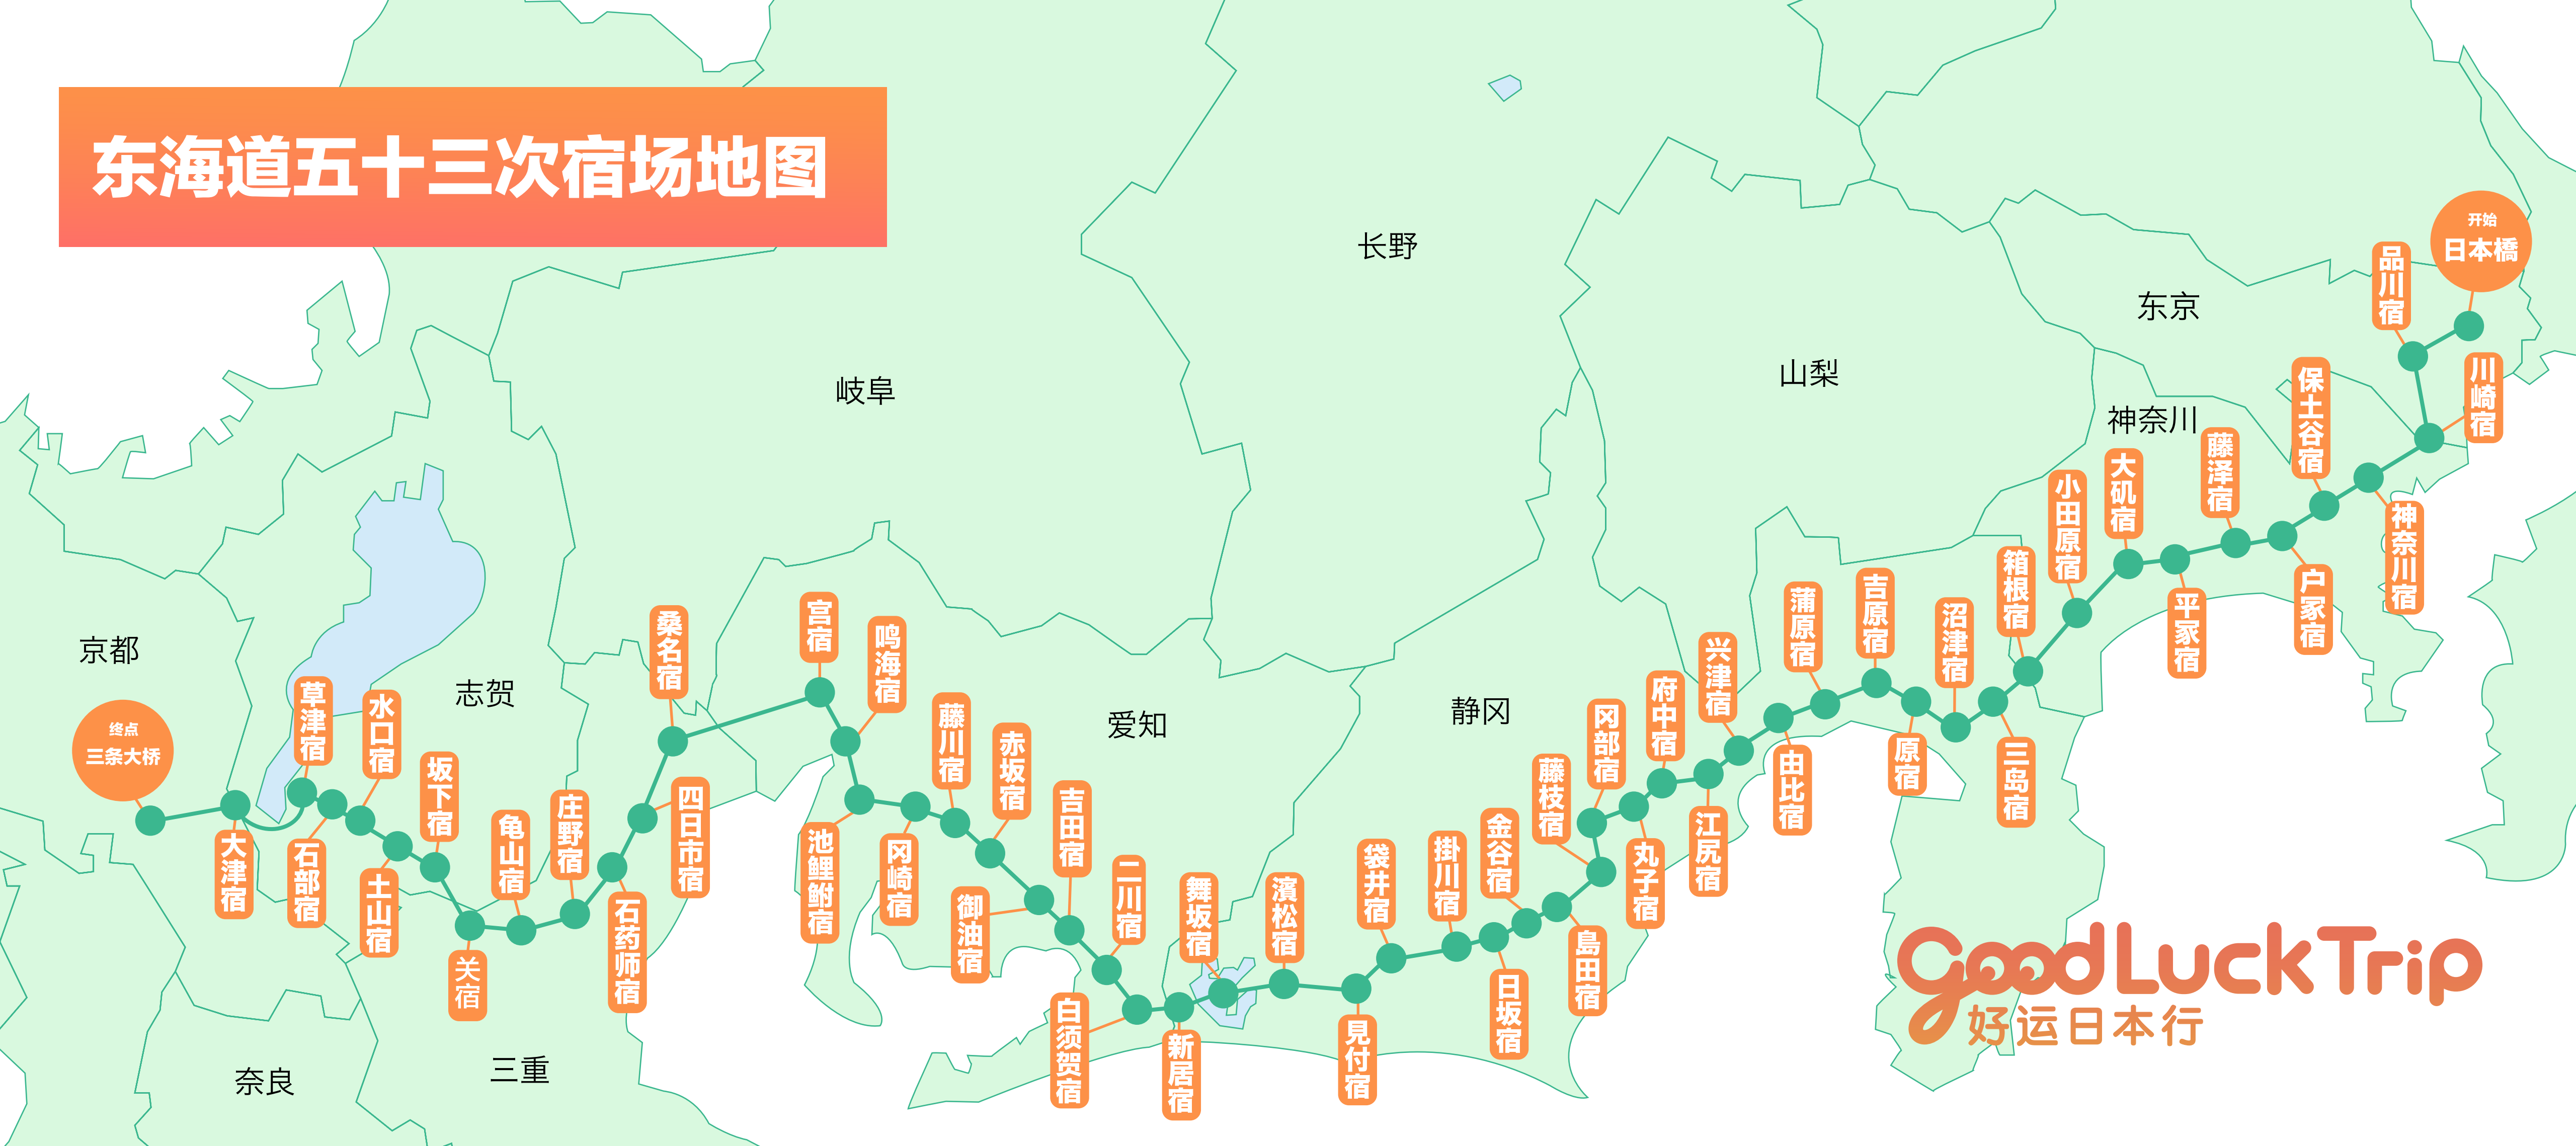 东海道五十三次宿场地图
开始
日本橋
品川宿
川崎宿
神奈川宿
保土谷宿
户冢宿
藤泽宿
平冢宿
大矶宿
小田原宿
箱根宿
三岛宿
沼津宿
原宿
吉原宿
蒲原宿
由比宿
兴津宿
江尻宿
府中宿
丸子宿
冈部宿
藤枝宿
島田宿
金谷宿
日坂宿
掛川宿
袋井宿
見付宿
濱松宿
舞坂宿
新居宿
白须贺宿
二川宿
吉田宿
御油宿
赤坂宿
藤川宿
冈崎宿
池鲤鲋宿
鸣海宿
宫宿
桑名宿
四日市宿
石药师宿
庄野宿
亀山宿
关宿
坂下宿
土山宿
水口宿
石部宿
草津宿
大津宿
终点
三条大桥
长野
东京
山梨
神奈川
岐阜
京都
志贺
爱知
静冈
三重
奈良
Good Luck Trip
好运日本行